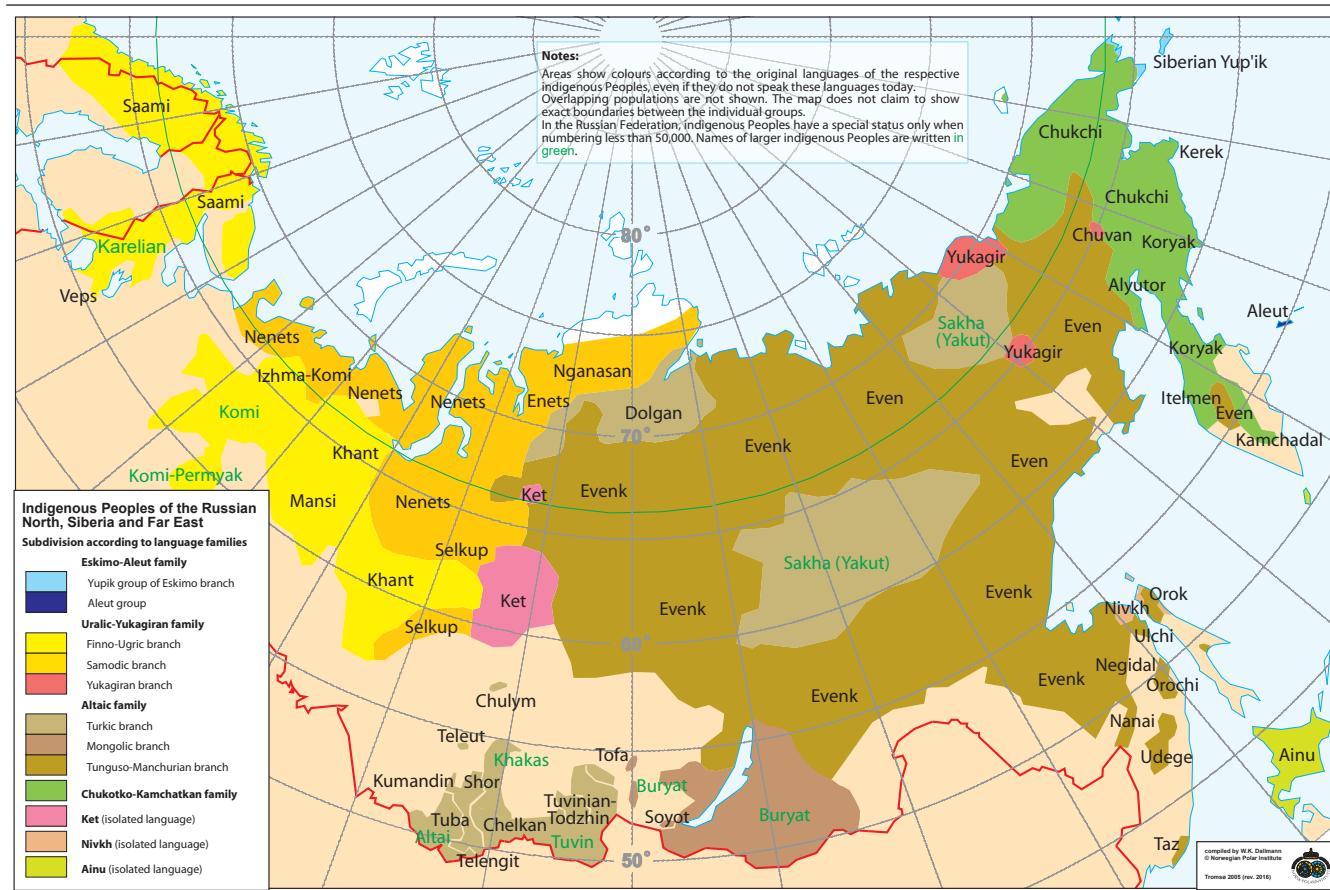 Notes:
Areas show colours according to the original languages of the respective
indigenous Peoples, even if they do not speak these languages today.
Overlapping populations are not shown. The map does not claim to show
exact boundaries between the individual groups.
In the Russian Federation, indigenous Peoples have a special status only when
numbering less than 50,000. Names of larger indigenous Peoples are written in
green.
Siberian Yup'ik
Saami
Chukchi
Kerek
Saami
Chukchi
Karelian
80°
Chuvan
Koryak
Yukagir
Veps
Alyutor
Aleut
Nenets
Sakha
(Yakut)
Even
Izhma-Komi
Nganasan
Yukagir
Koryak
Nenets
Nenets
Enets
Dolgan
Even
Itelmen
Even
Komi
70°
Evenk
Kamchadal
Khant
Even
Komi-Permyak
Mansi
Nenets
Ket
Evenk
Selkup
Sakha (Yakut)
Khant
Ket
Evenk
Evenk
Orok
Nivkh
Selkup
60°
Ulchi
Negidal
Evenk
Evenk
Orochi
Chulym
Nanai
Teleut
Tofa
Udege
Ainu
Khakas
Kumandin
Shor
Buryat
Tuvinian-
Todzhin
Tuba
Chelkan
Soyot
Buryat
Altai
Tuvin
Taz
Telengit
50°
Indigenous Peoples of the Russian
North, Siberia and Far East
Subdivision according to language families
Eskimo-Aleut family
Yupik group of Eskimo branch
Aleut group
Uralic-Yukagiran family
Finno-Ugric branch
Samodic branch
Yukagiran branch
Altaic family
Turkic branch
Mongolic branch
Tunguso-Manchurian branch
Chukotko-Kamchatkan family
Ket (isolated language)
Nivkh (isolated language)
Ainu (isolated language)
compiled by W.K. Dallmann
© Norwegian Polar Institute
Tromsø 2005 (rev. 2016)